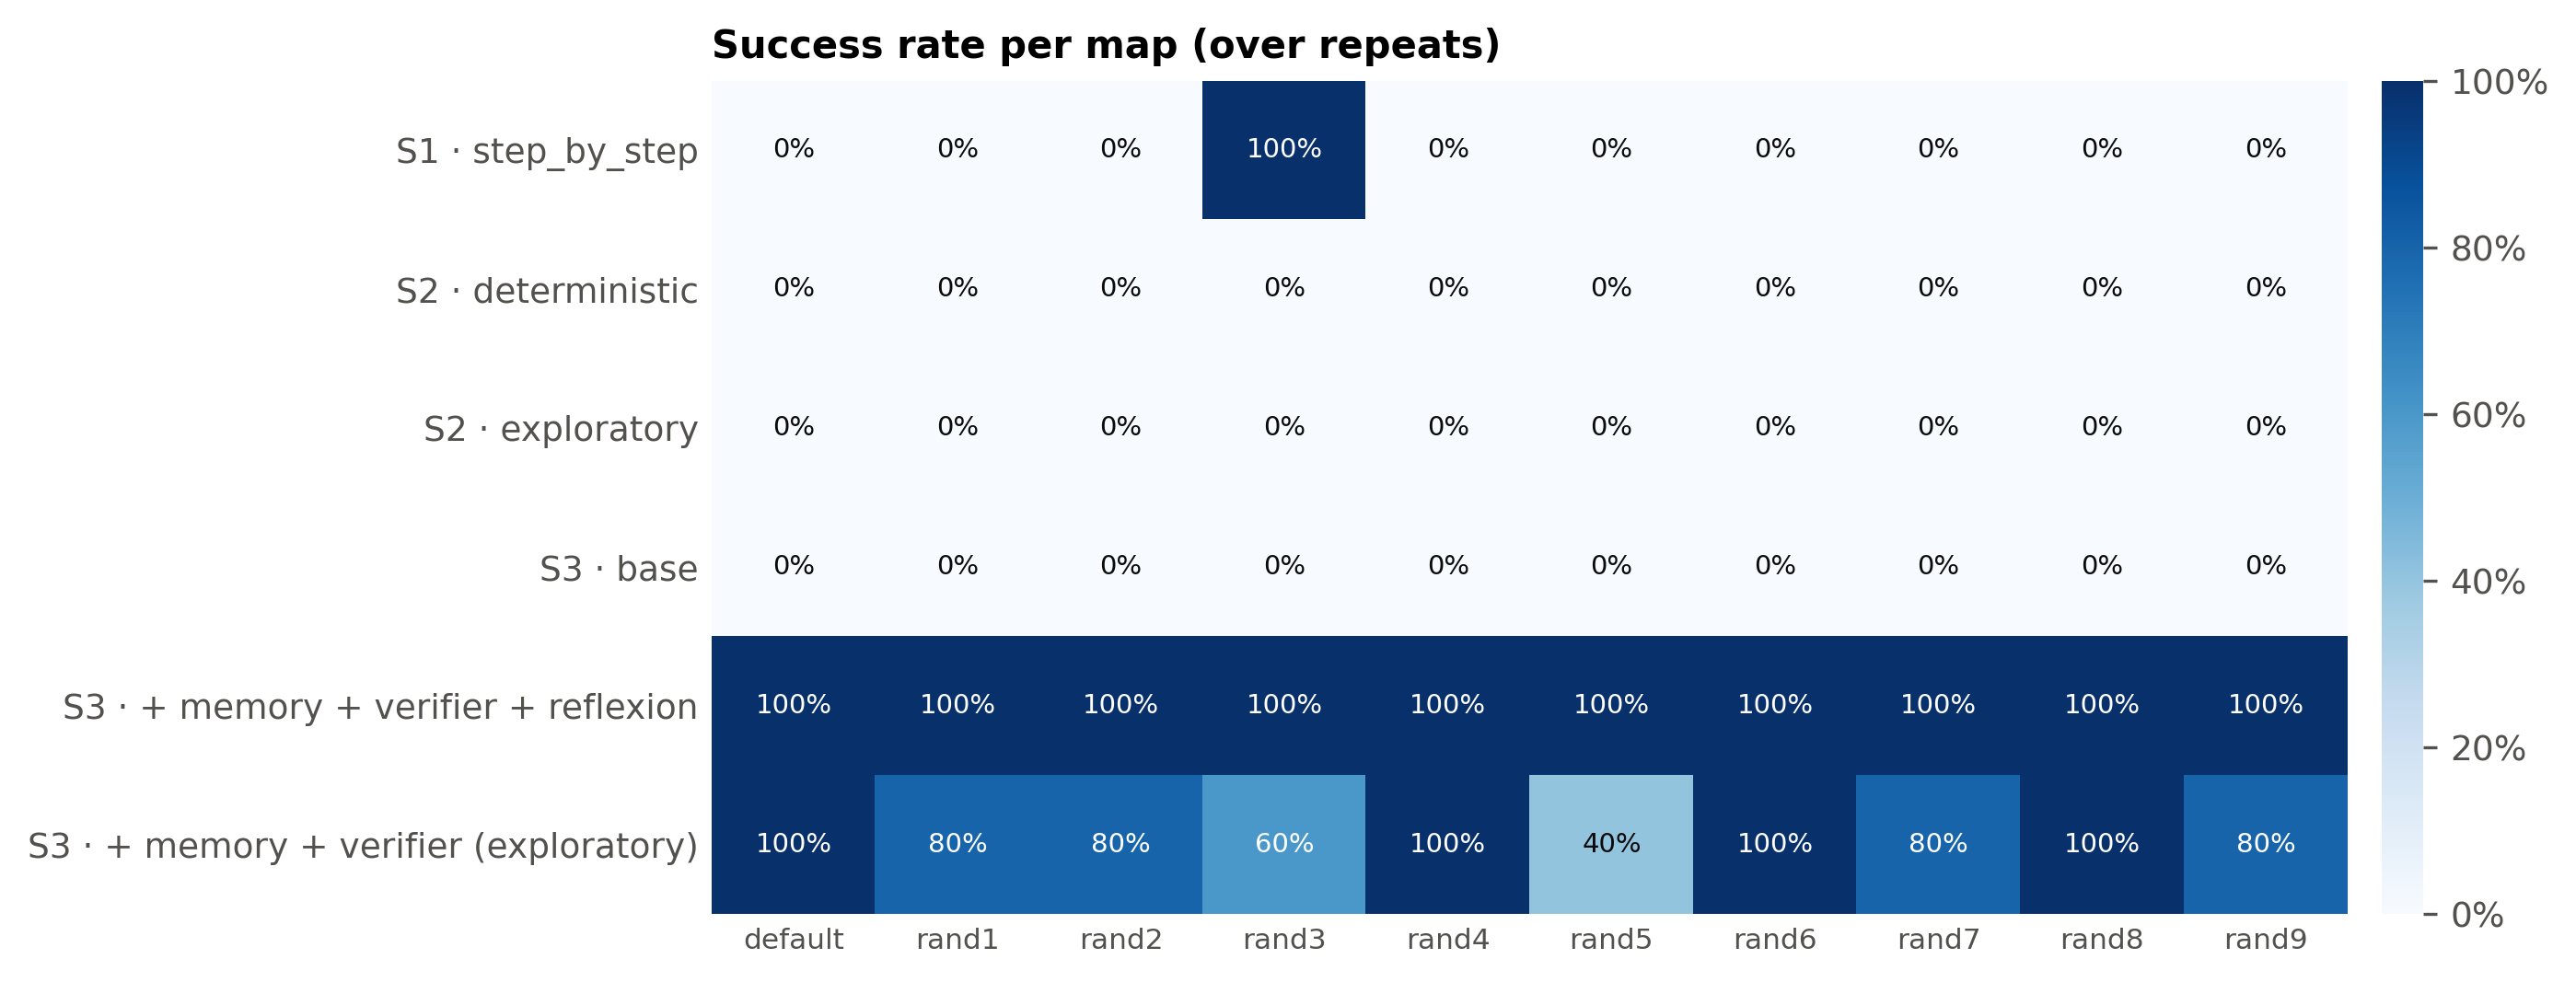 Success rate per map (over repeats)
S1 · step_by_step 0% 0% 0% 100% 0% 0% 0% 0% 0% 0%
S2 · deterministic 0% 0% 0% 0% 0% 0% 0% 0% 0% 0%
S2 · exploratory 0% 0% 0% 0% 0% 0% 0% 0% 0% 0%
S3 · base 0% 0% 0% 0% 0% 0% 0% 0% 0% 0%
S3 · + memory + verifier + reflexion 100% 100% 100% 100% 100% 100% 100% 100% 100% 100%
S3 · + memory + verifier (exploratory) 100% 80% 80% 60% 100% 40% 100% 80% 100% 80%
default rand1 rand2 rand3 rand4 rand5 rand6 rand7 rand8 rand9
100%
80%
60%
40%
20%
0%